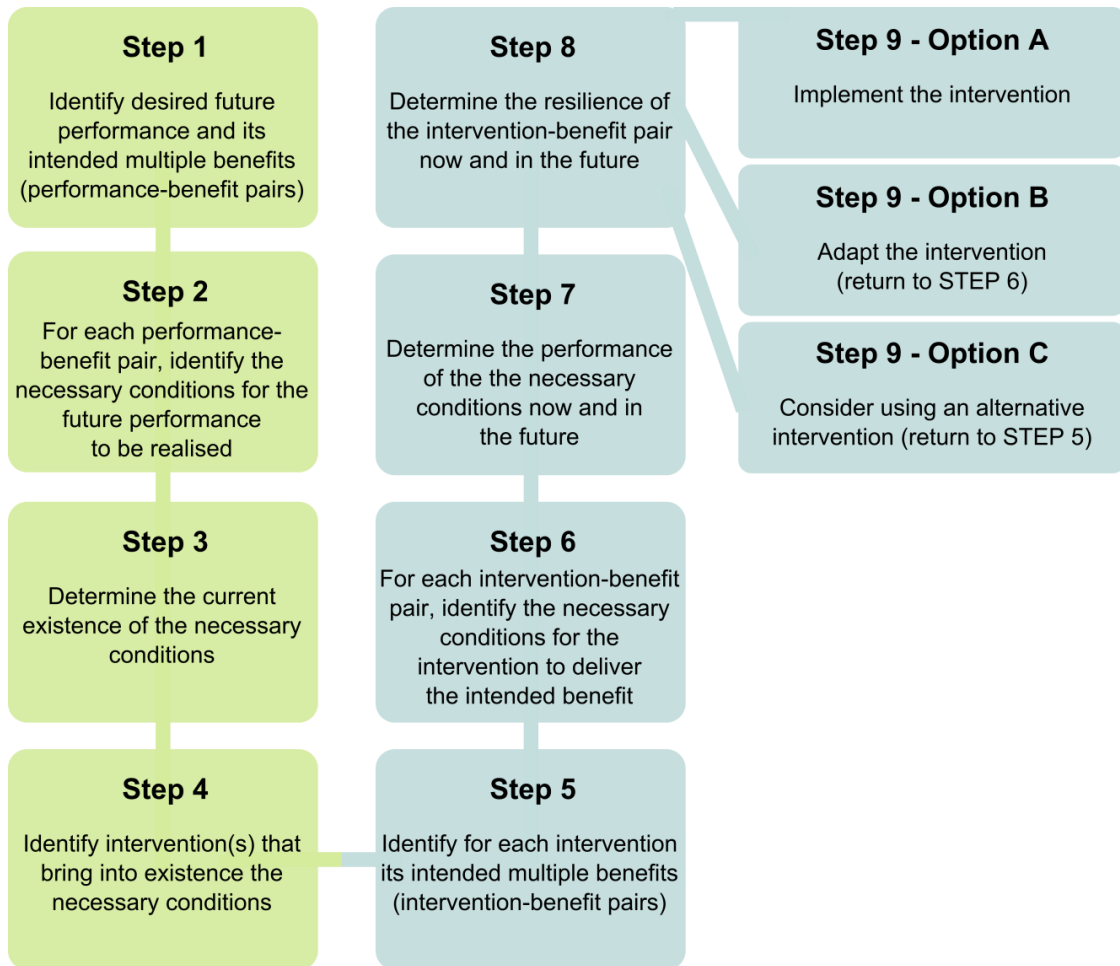 Step 1
Identify desired future
performance and its
intended multiple benefits
(performance-benefit pairs)
Step 2
For each performance-
benefit pair, identify the
necessary conditions for the
future performance
to be realised
Step 3
Determine the current
existence of the necessary
conditions
Step 4
Identify intervention(s) that
bring into existence the
necessary conditions
Step 5
Identify for each intervention
its intended multiple benefits
(intervention-benefit pairs)
Step 6
For each intervention-benefit
pair, identify the necessary
conditions for the
intervention to deliver
the intended benefit
Step 7
Determine the performance
of the the necessary
conditions now and in
the future
Step 8
Determine the resilience of
the intervention-benefit pair
now and in the future
Step 9 - Option A
Implement the intervention
Step 9 - Option B
Adapt the intervention
(return to STEP 6)
Step 9 - Option C
Consider using an alternative
intervention (return to STEP 5)